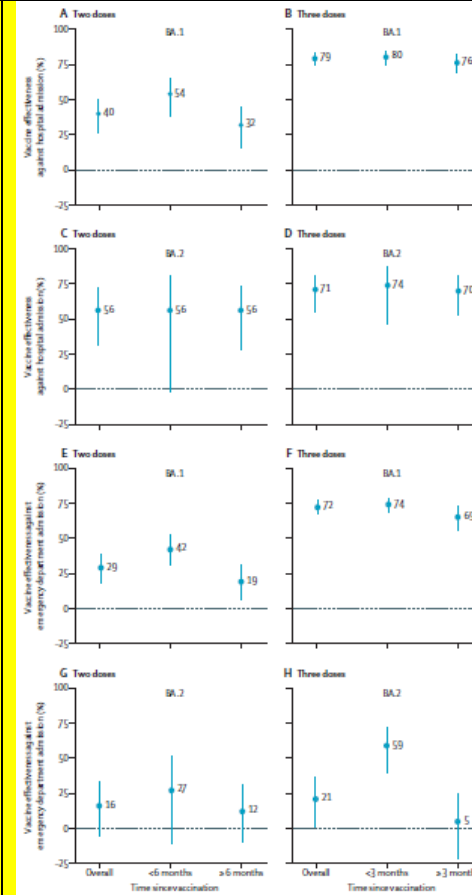 A Two doses
BA.1
Vaccine effectiveness
against hospital admission (%)
100
75
50
25
0
-25
40
54
32
B Three doses
BA.1
79
80
76
C Two doses
BA.2
Vaccine effectiveness
against hospital admission (%)
100
75
50
25
0
-25
56
56
56
D Three doses
BA.2
71
74
70
E Two doses
BA.1
Vaccine effectiveness against
emergency department admission (%)
100
75
50
25
0
-25
29
42
19
F Three doses
BA.1
72
74
G Two doses
BA.2
Vaccine effectiveness against
emergency department admission (%)
100
75
50
25
0
-25
16
27
12
Overall
<6 months
≥6 months
Time since vaccination
H Three doses
BA.2
21
59
5
Overall
<3 months
≥3 mont
Time since vaccination